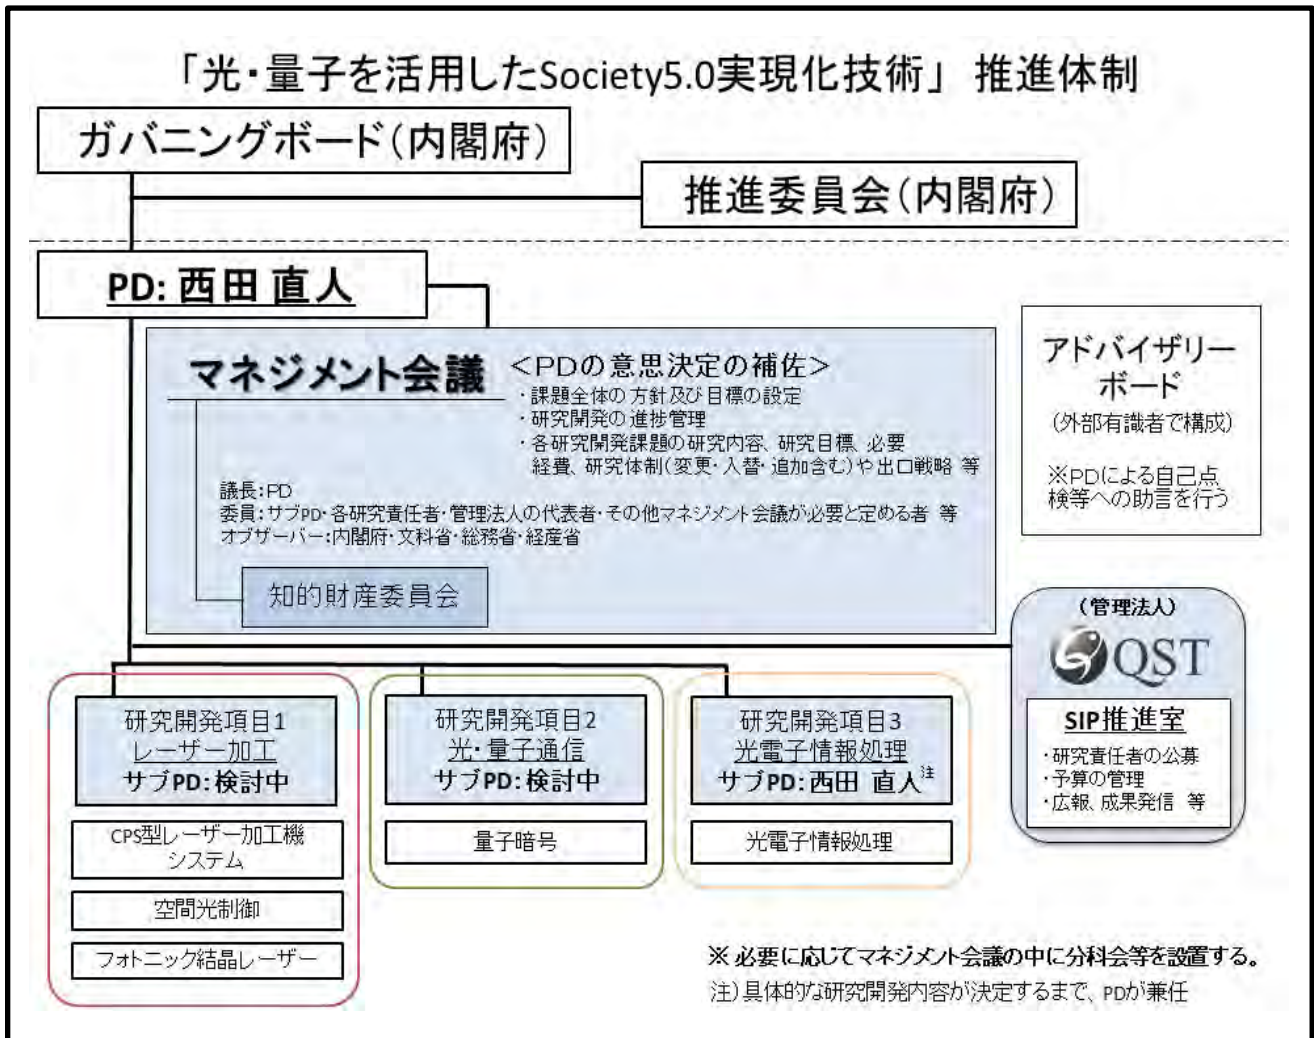 「光・量子を活用したSociety5.0実現化技術」 推進体制
ガバニングボード(内閣府)
推進委員会(内閣府)
PD: 西田 直人
マネジメント会議
<PDの意思決定の補佐>
・課題全体の方針及び目標の設定
・研究開発の進捗管理
・各研究開発課題の研究内容、研究目標、必要
経費、研究体制(変更・入替・追加含む)や出口戦略 等
議長:PD
委員:サブPD・各研究責任者・管理法人の代表者・その他マネジメント会議が必要と定める者 等
オブザーバー:内閣府・文科省・総務省・経産省
知的財産委員会
アドバイザリー
ボード
(外部有識者で構成)
※PDによる自己点
検等への助言を行う
(管理法人)
QST
SIP推進室
・研究責任者の公募
・予算の管理
・広報、成果発信 等
研究開発項目1
レーザー加工
サブPD:検討中
CPS型レーザー加工機
システム
空間光制御
フォトニック結晶レーザー
研究開発項目2
光・量子通信
サブPD:検討中
量子暗号
研究開発項目3
光電子情報処理
サブPD:西田 直人注
光電子情報処理
※ 必要に応じてマネジメント会議の中に分科会等を設置する。
注)具体的な研究開発内容が決定するまで、PDが兼任